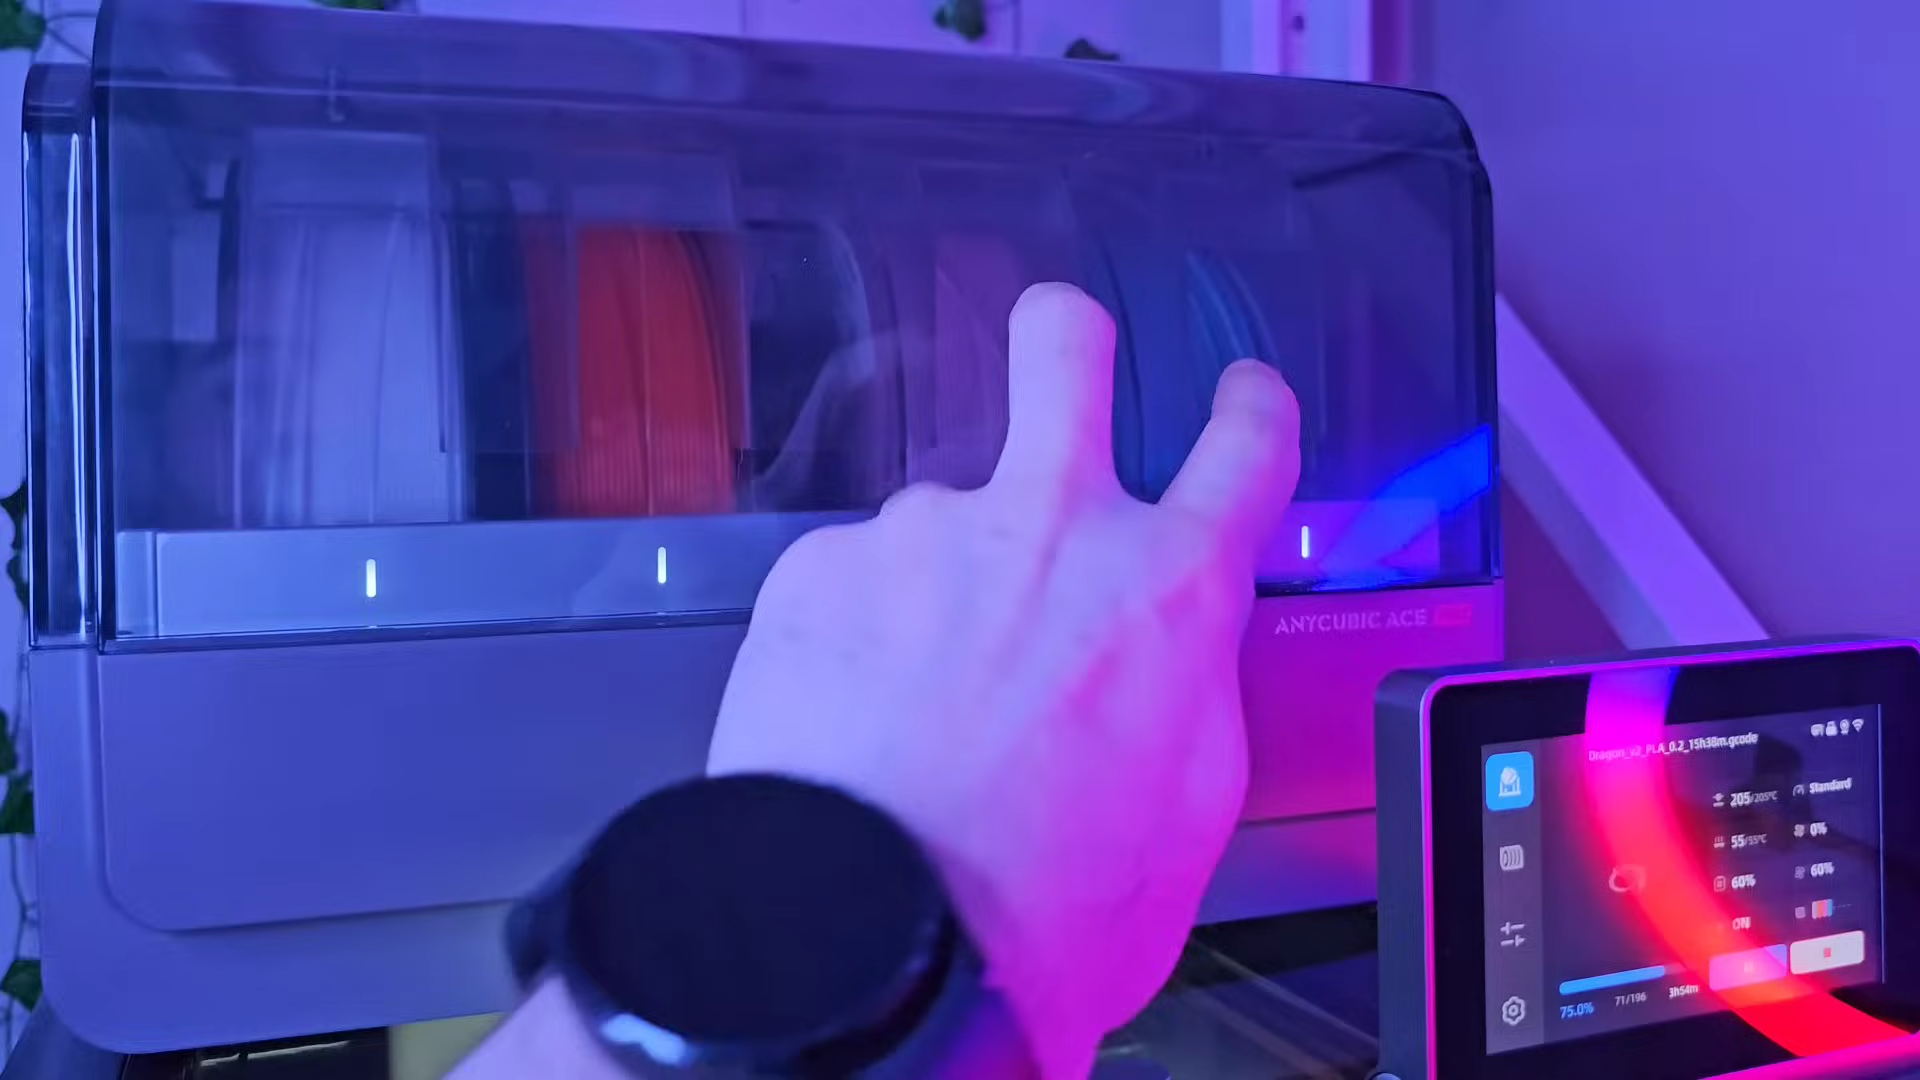 ANYCUBIC ACE
Dragon_v2_PLA_0.2_15h38m.gcode
205/205°C
Standard
55/55°C
0%
60%
60%
ON
75.0%
71/196
3h54m